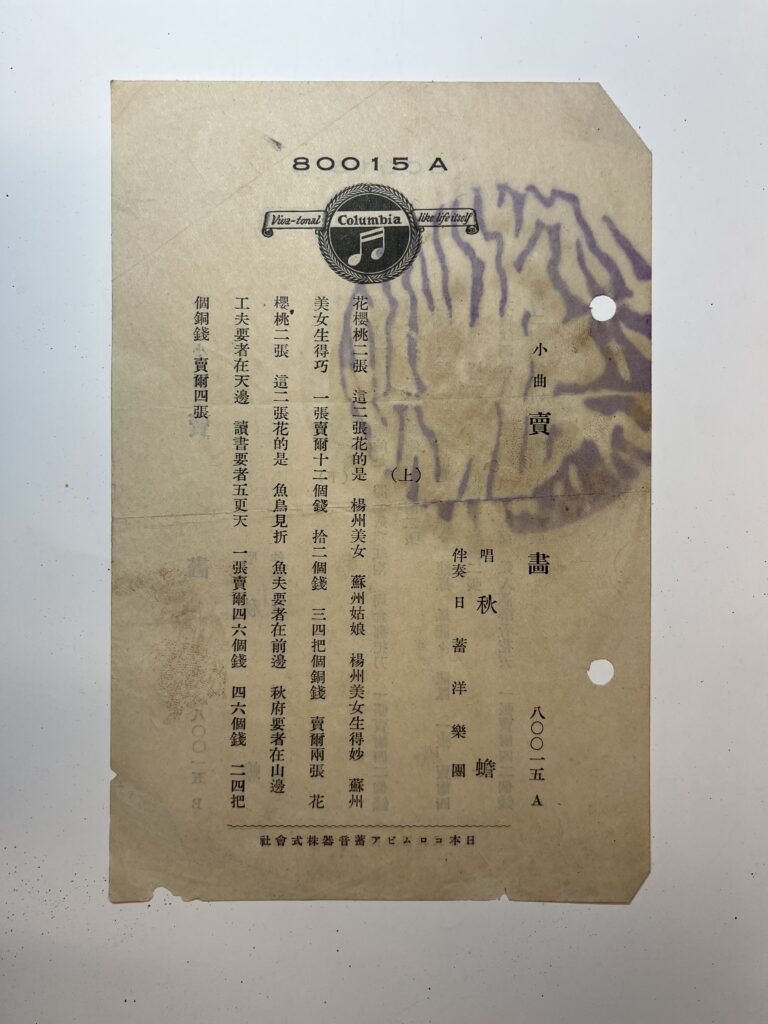 80015 A
Viva-tonal Columbia like life itself
小曲 賣 畫 八〇〇一五 A
唱 秋 蟾
伴奏 日蓄洋樂團
(上)
花櫻桃二張 這二張花的是 楊州美女 蘇州姑娘 楊州美女生得妙 蘇州
美女生得巧 一張賣爾十二個錢 拾二個錢 三四把個銅錢 賣爾兩張 花
櫻桃二張 這二張花的是 魚鳥見折 魚夫要者在前邊 秋府要者在山邊
工夫要者在天邊 讀書要者五更天 一張賣爾四六個錢 四六個錢 二四把
個銅錢 賣爾四張
日本コロムビア蓄音器株式會社